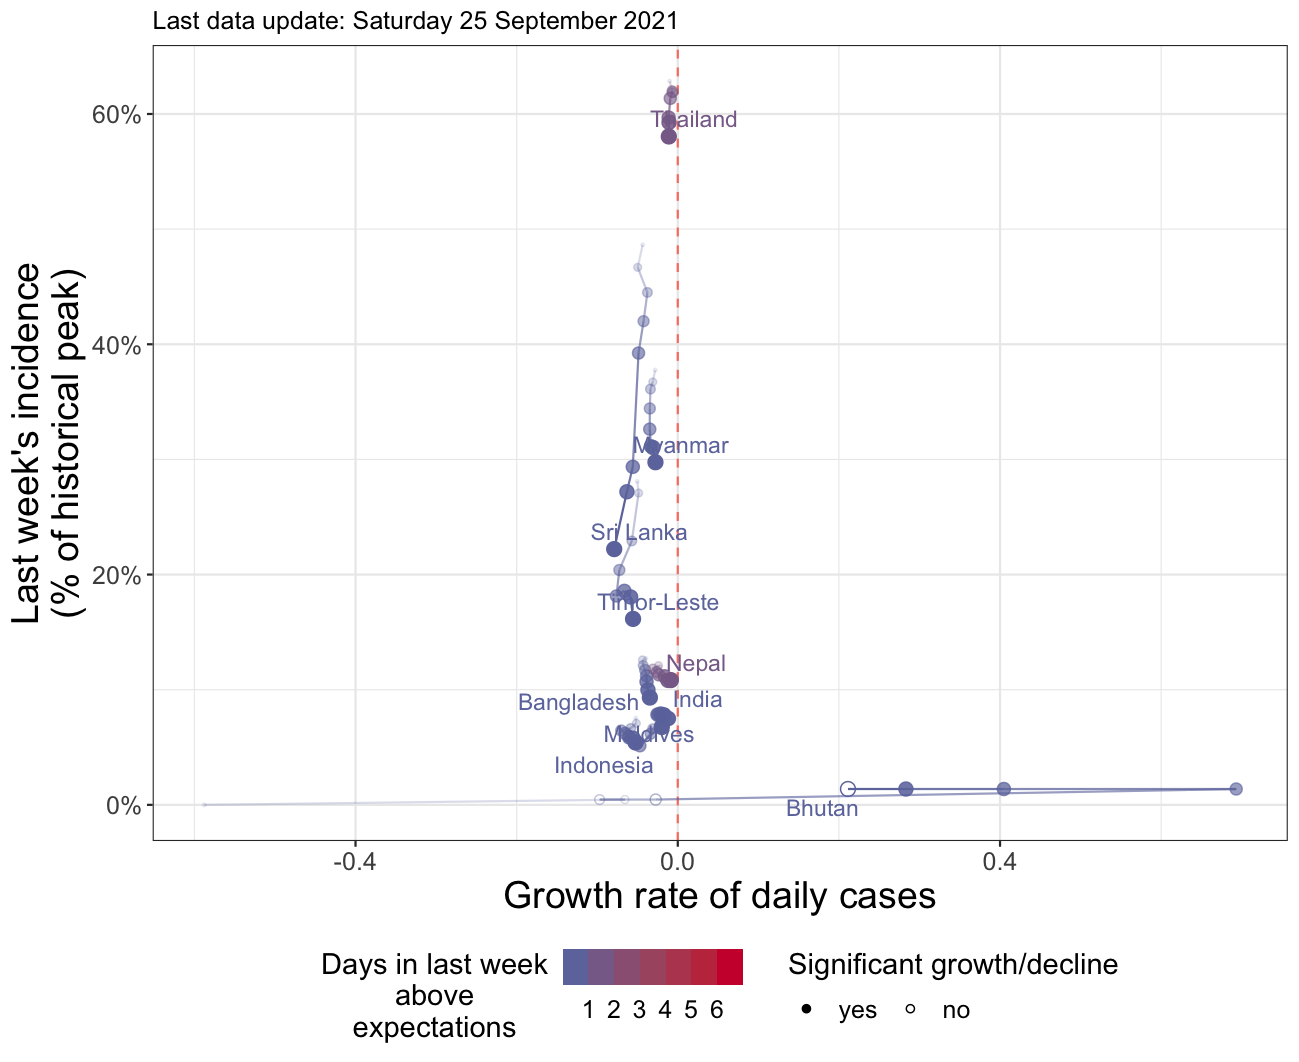 Last data update: Saturday 25 September 2021
Last week's incidence
(% of historical peak)
60%
40%
20%
0%
Thailand
Myanmar
Sri Lanka
Timor-Leste
Nepal
Bangladesh
India
Maldives
Indonesia
Bhutan
-0.4
0.0
0.4
Growth rate of daily cases
Days in last week
above
expectations
1 2 3 4 5 6
Significant growth/decline
yes
no